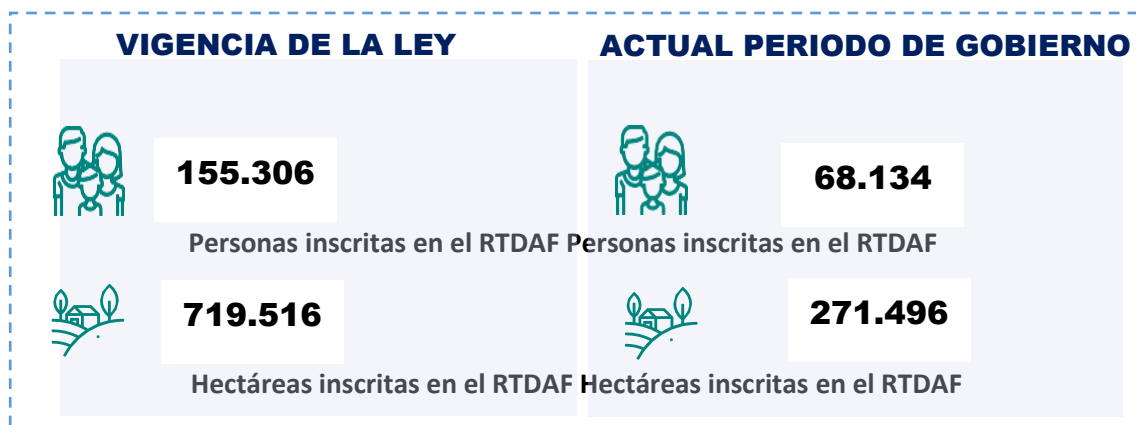 VIGENCIA DE LA LEY ACTUAL PERIODO DE GOBIERNO
155.306 68.134
Personas inscritas en el RTDAF Personas inscritas en el RTDAF
719.516 271.496
Hectáreas inscritas en el RTDAF Hectáreas inscritas en el RTDAF